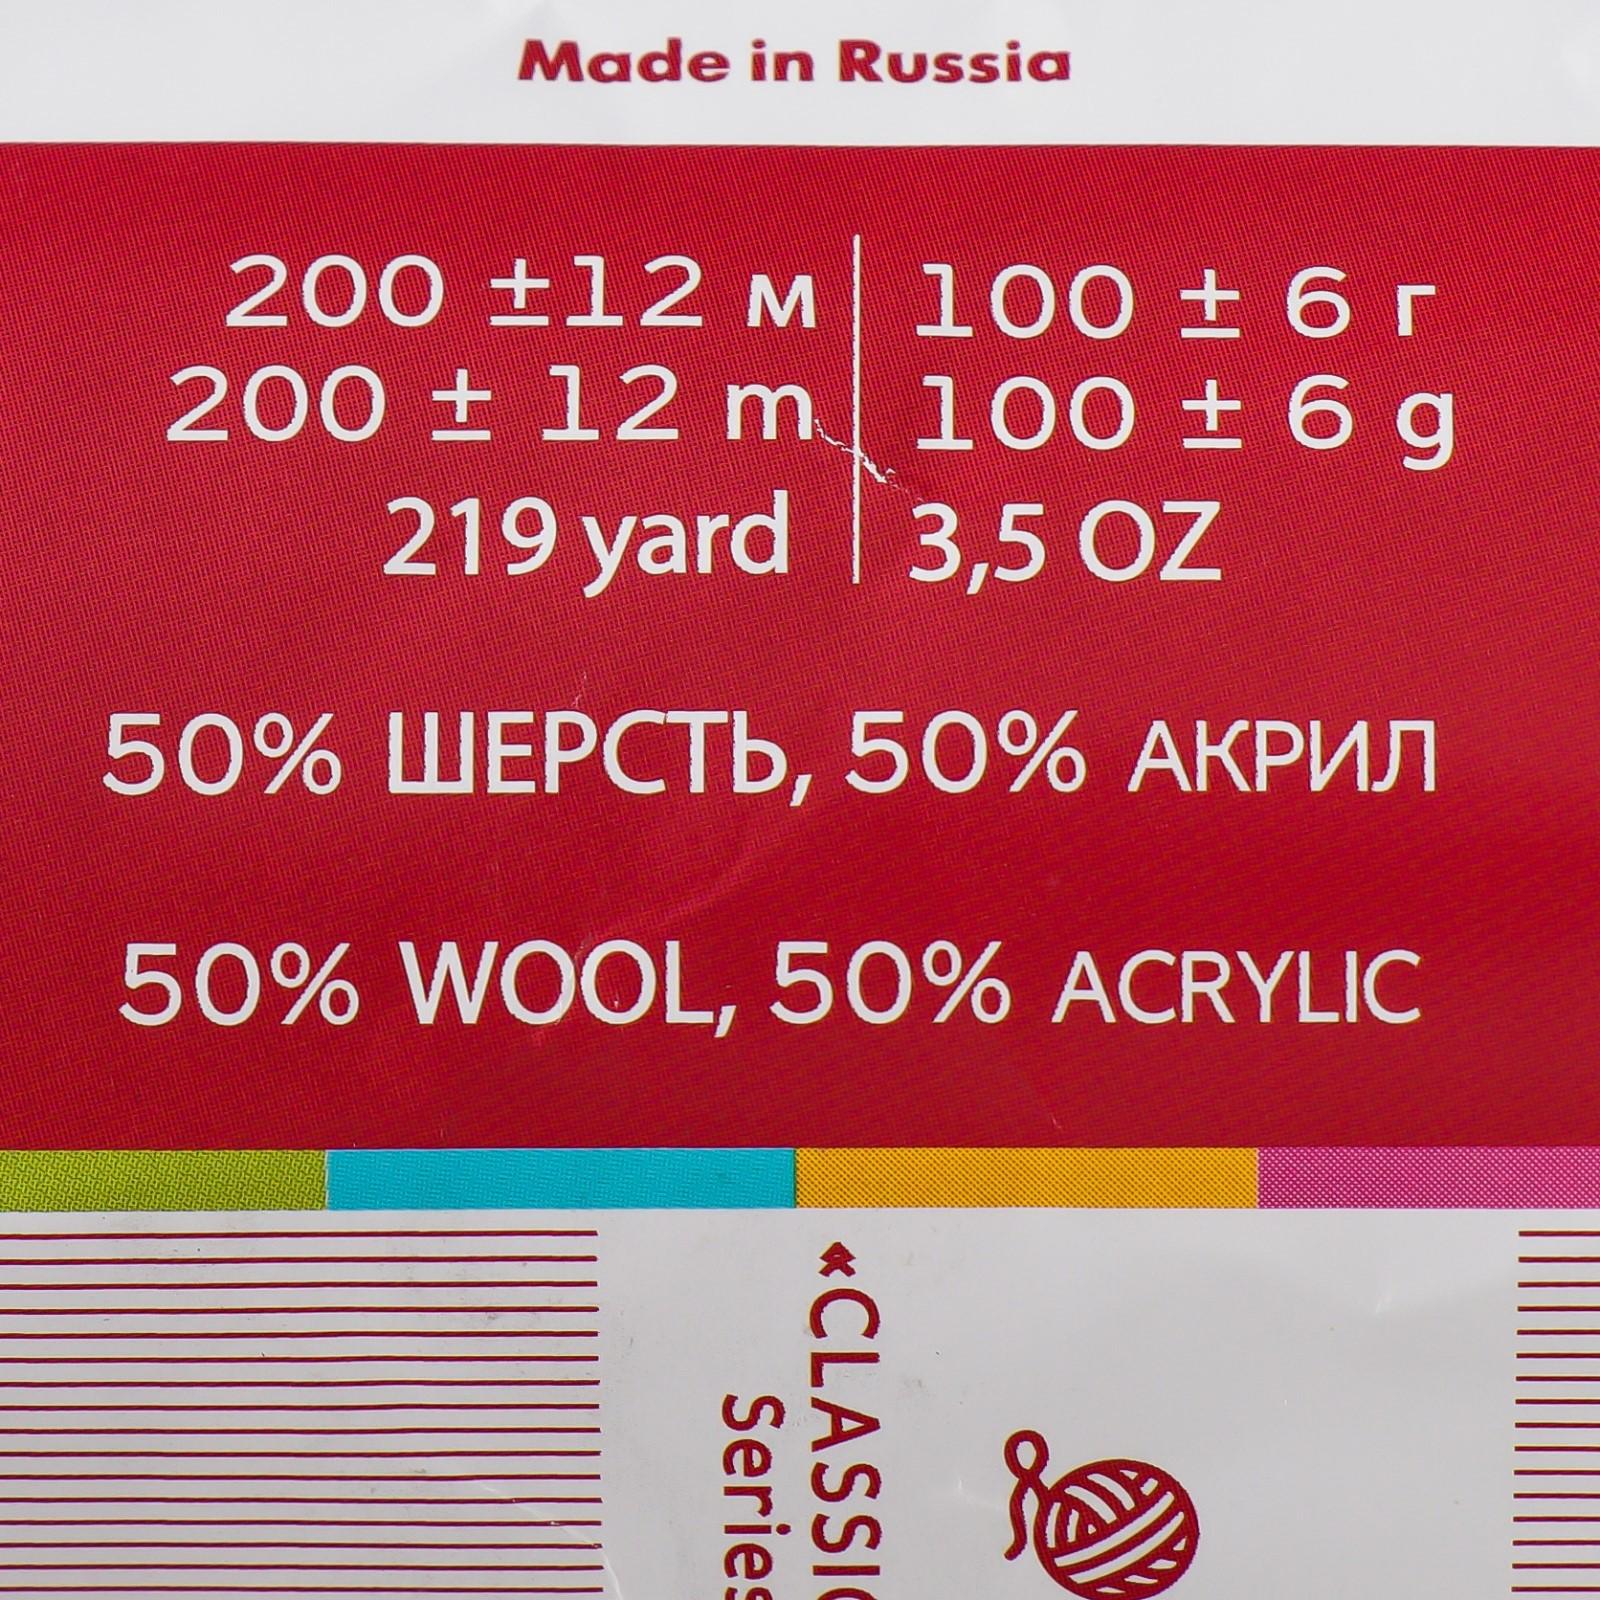 Made in Russia
200 ±12 м
200 ± 12 m
219 yard
100 ± 6 г
100 ± 6 g
3,5 OZ
50% ШЕРСТЬ, 50% АКРИЛ
50% WOOL, 50% ACRYLIC
«CLASSIC
Series